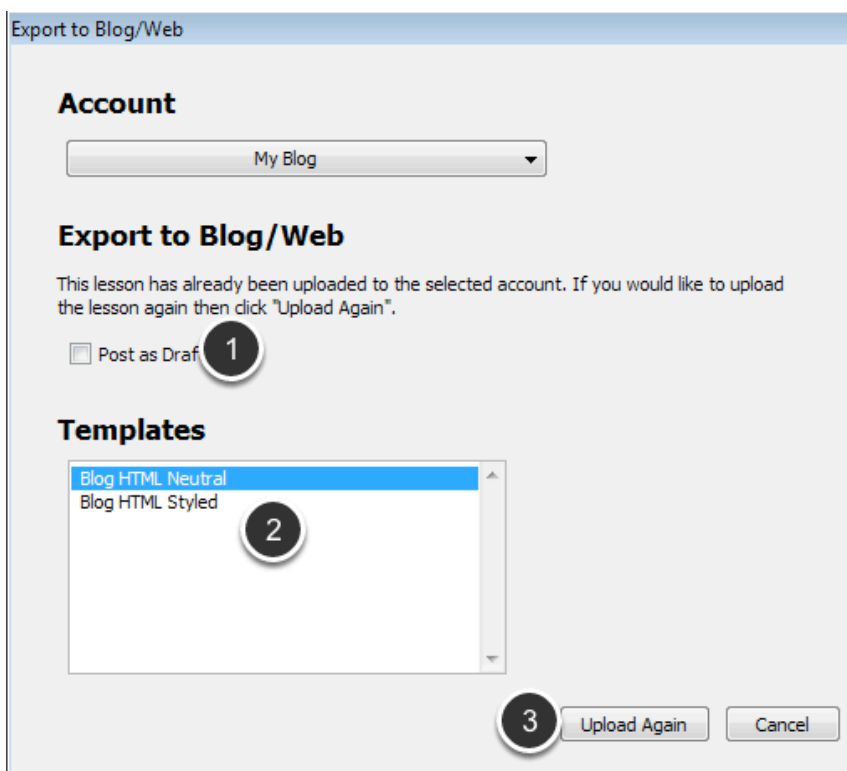 Export to Blog/Web
Account
My Blog
Export to Blog/Web
This lesson has already been uploaded to the selected account. If you would like to upload
the lesson again then click "Upload Again".
Post as Draf 1
Templates
Blog HTML Neutral
Blog HTML Styled
2
3 Upload Again Cancel